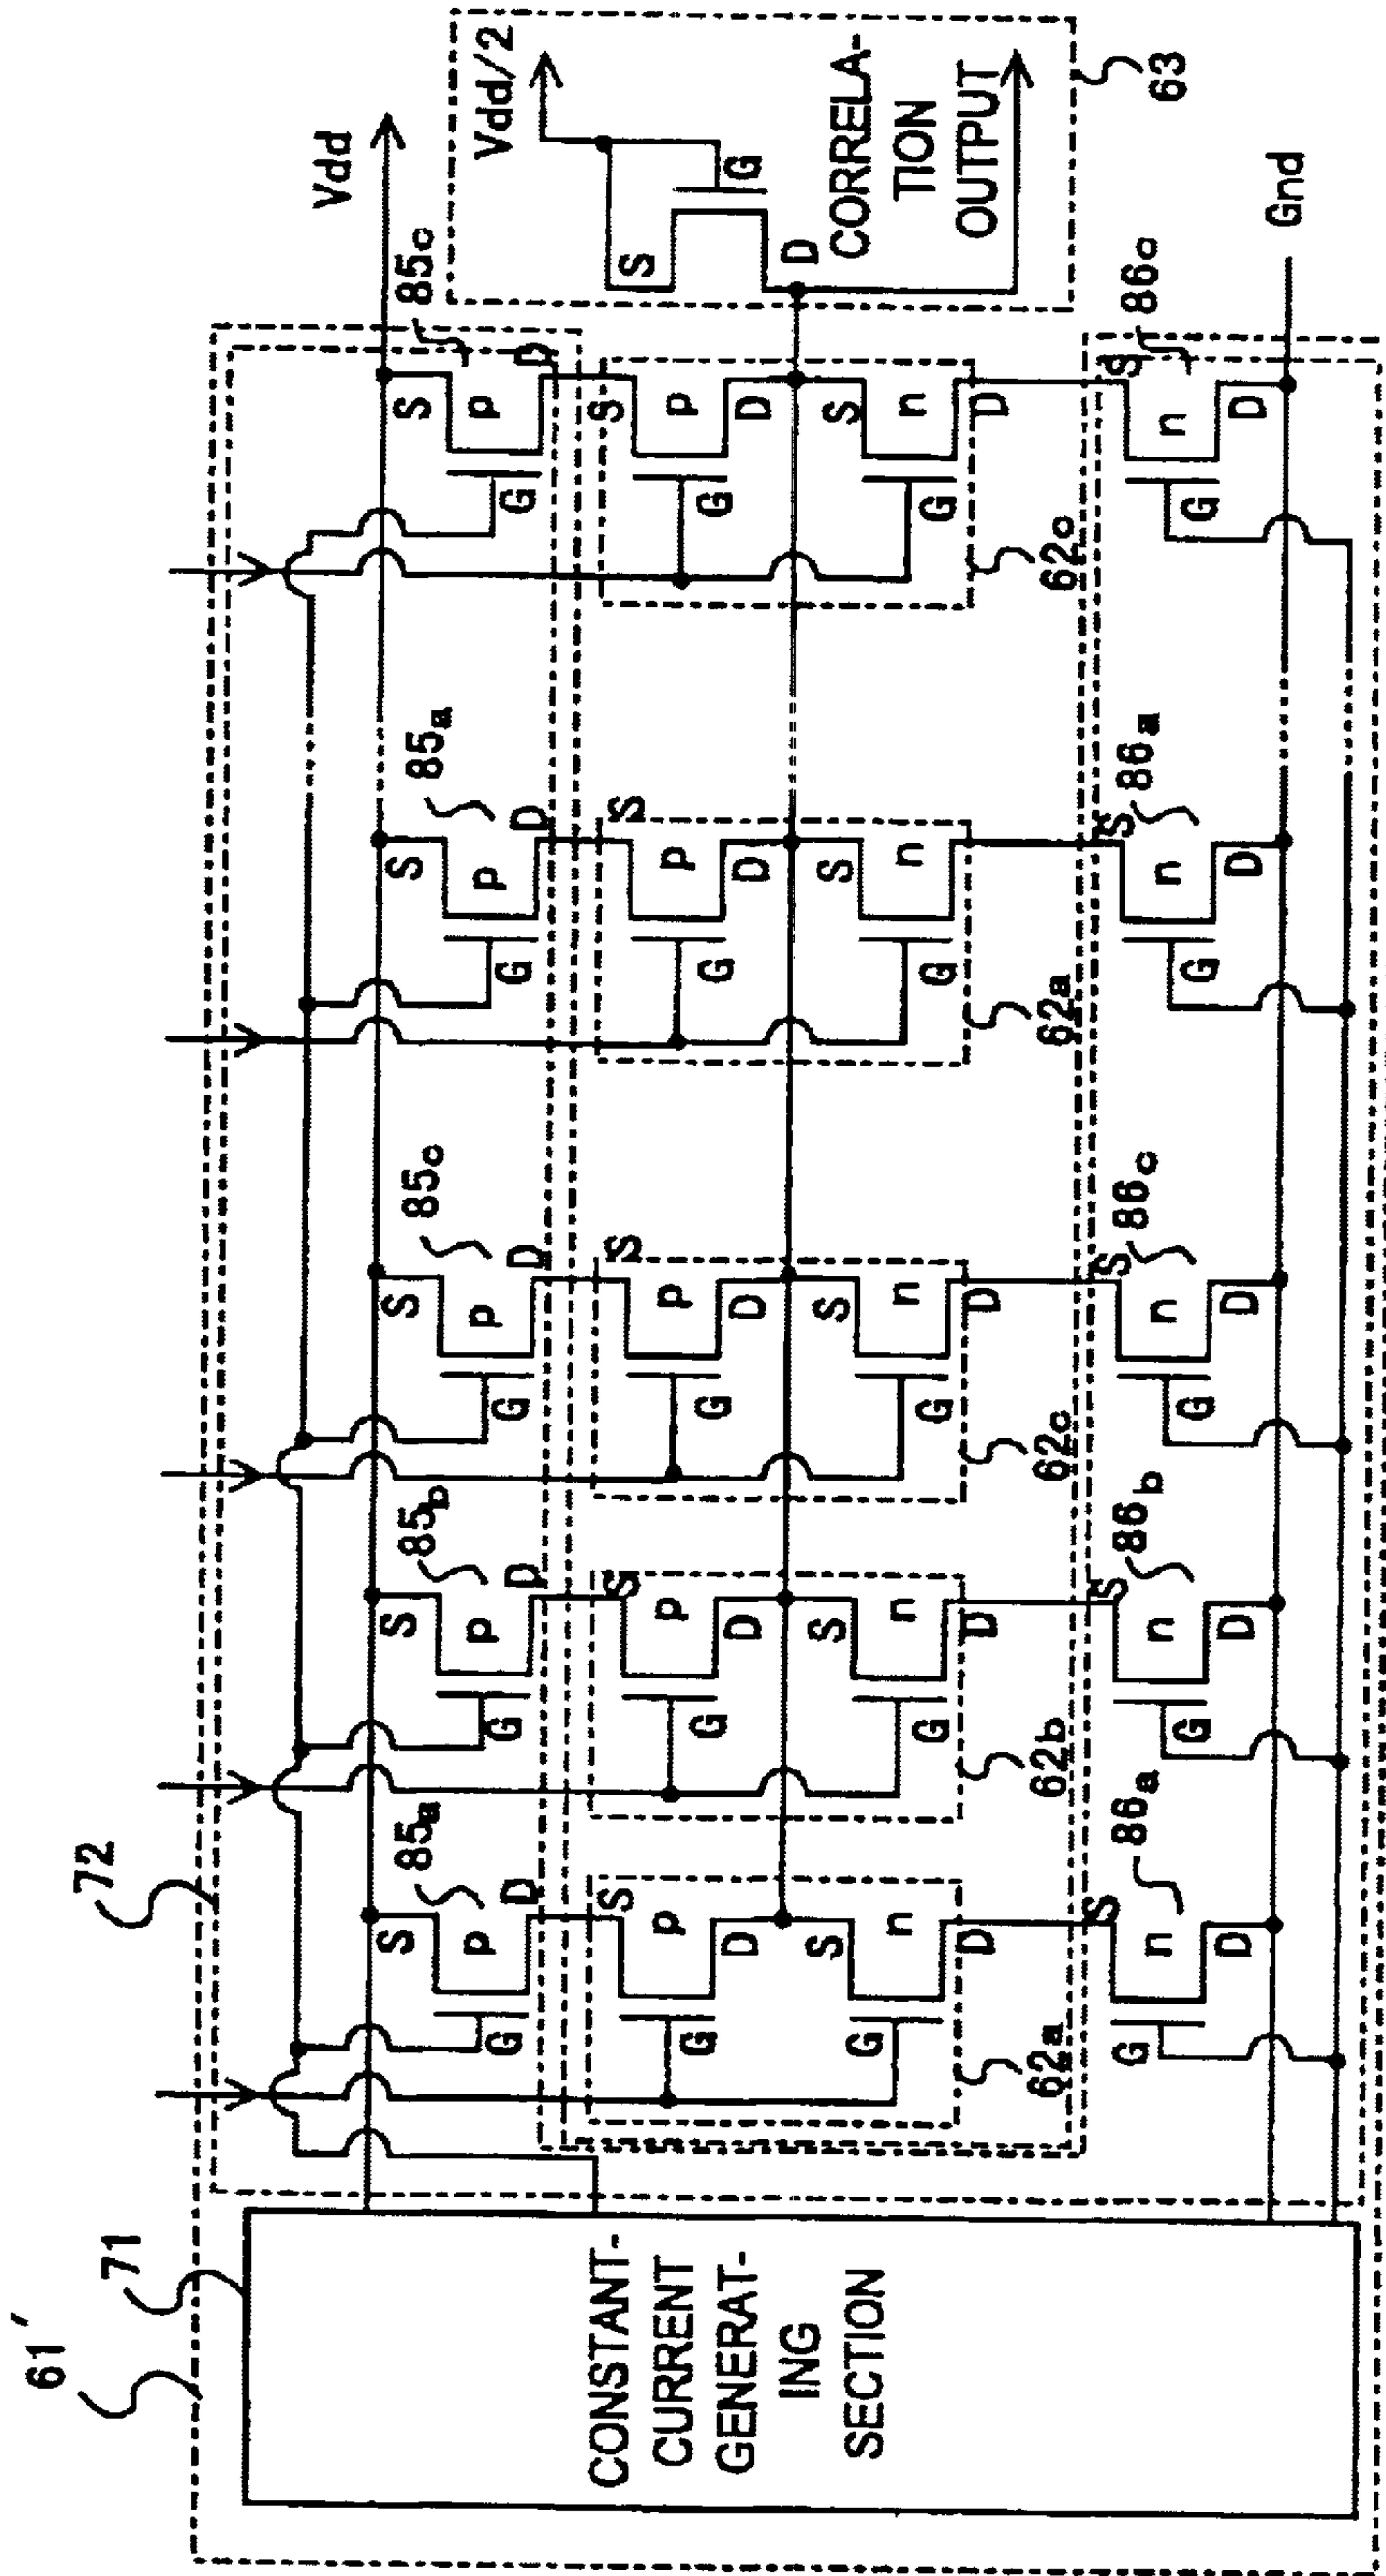 61'
71
72
Vdd
85a 85b 85c 85a 85c
S S S S S
p p p p p
G G G G G
D D D D D
Vdd/2
S
G
D
CORRELA-
TION
OUTPUT
63
CONSTANT-
CURRENT
GENERAT-
ING
SECTION
S S S S S
p p p p p
G G G G G
D D D D D
S S S S S
n n n n n
G G G G G
D D D D
62a 62b 62c 62a 62c
86a 86b 86c 86a 86c
S S S S S
n n n n n
G G G G G
D D D D D
Gnd